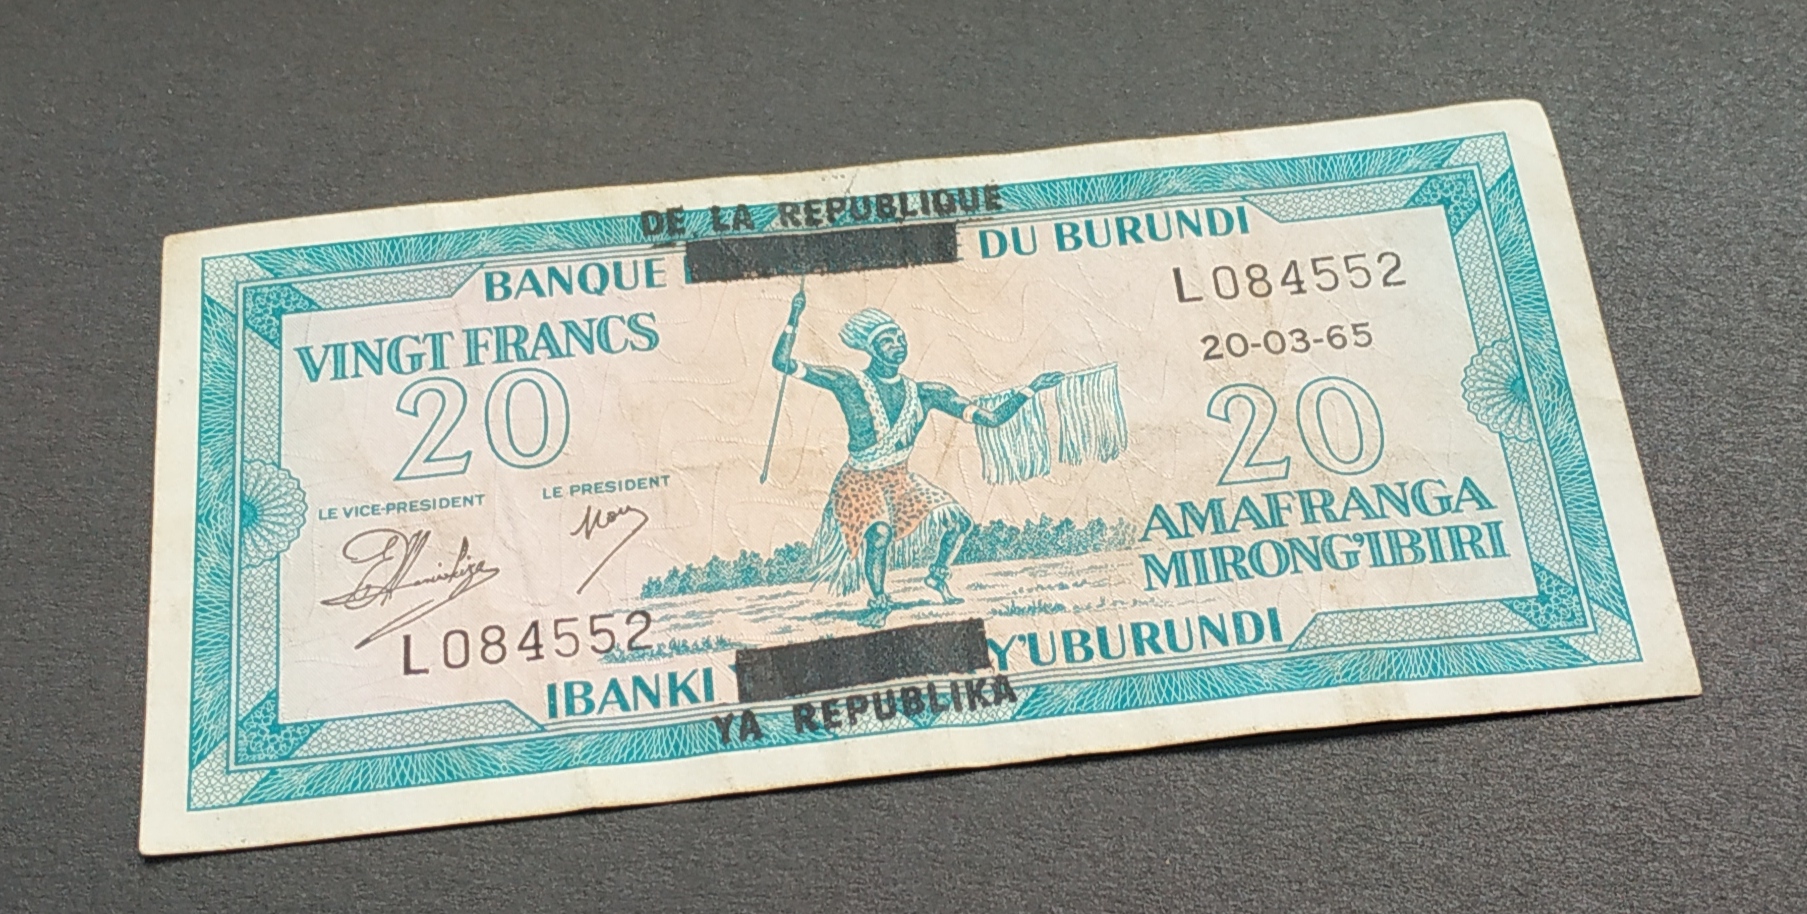 DE LA REPUBLIQUE
BANQUE DU BURUNDI
L084552
VINGT FRANCS
20-03-65
20
20
LE VICE-PRESIDENT
LE PRESIDENT
AMAFRANGA
MIRONG'IBIRI
L084552
IBANKI Y'UBURUNDI
YA REPUBLIKA